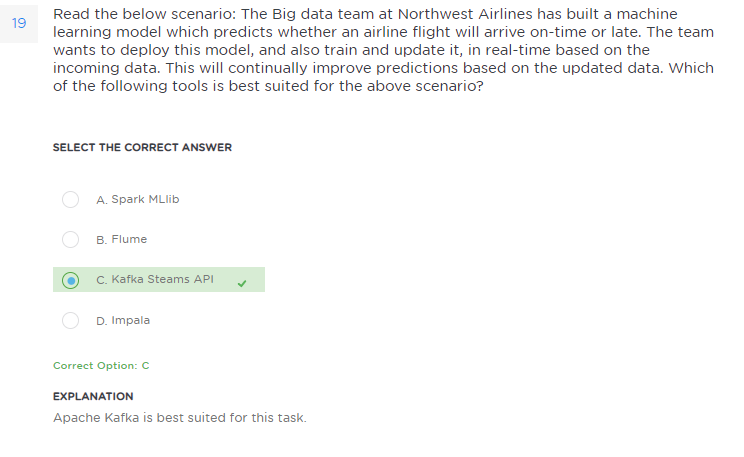 19
Read the below scenario: The Big data team at Northwest Airlines has built a machine
learning model which predicts whether an airline flight will arrive on-time or late. The team
wants to deploy this model, and also train and update it, in real-time based on the
incoming data. This will continually improve predictions based on the updated data. Which
of the following tools is best suited for the above scenario?
SELECT THE CORRECT ANSWER
A. Spark MLlib
B. Flume
C. Kafka Steams API
D. Impala
Correct Option: C
EXPLANATION
Apache Kafka is best suited for this task.